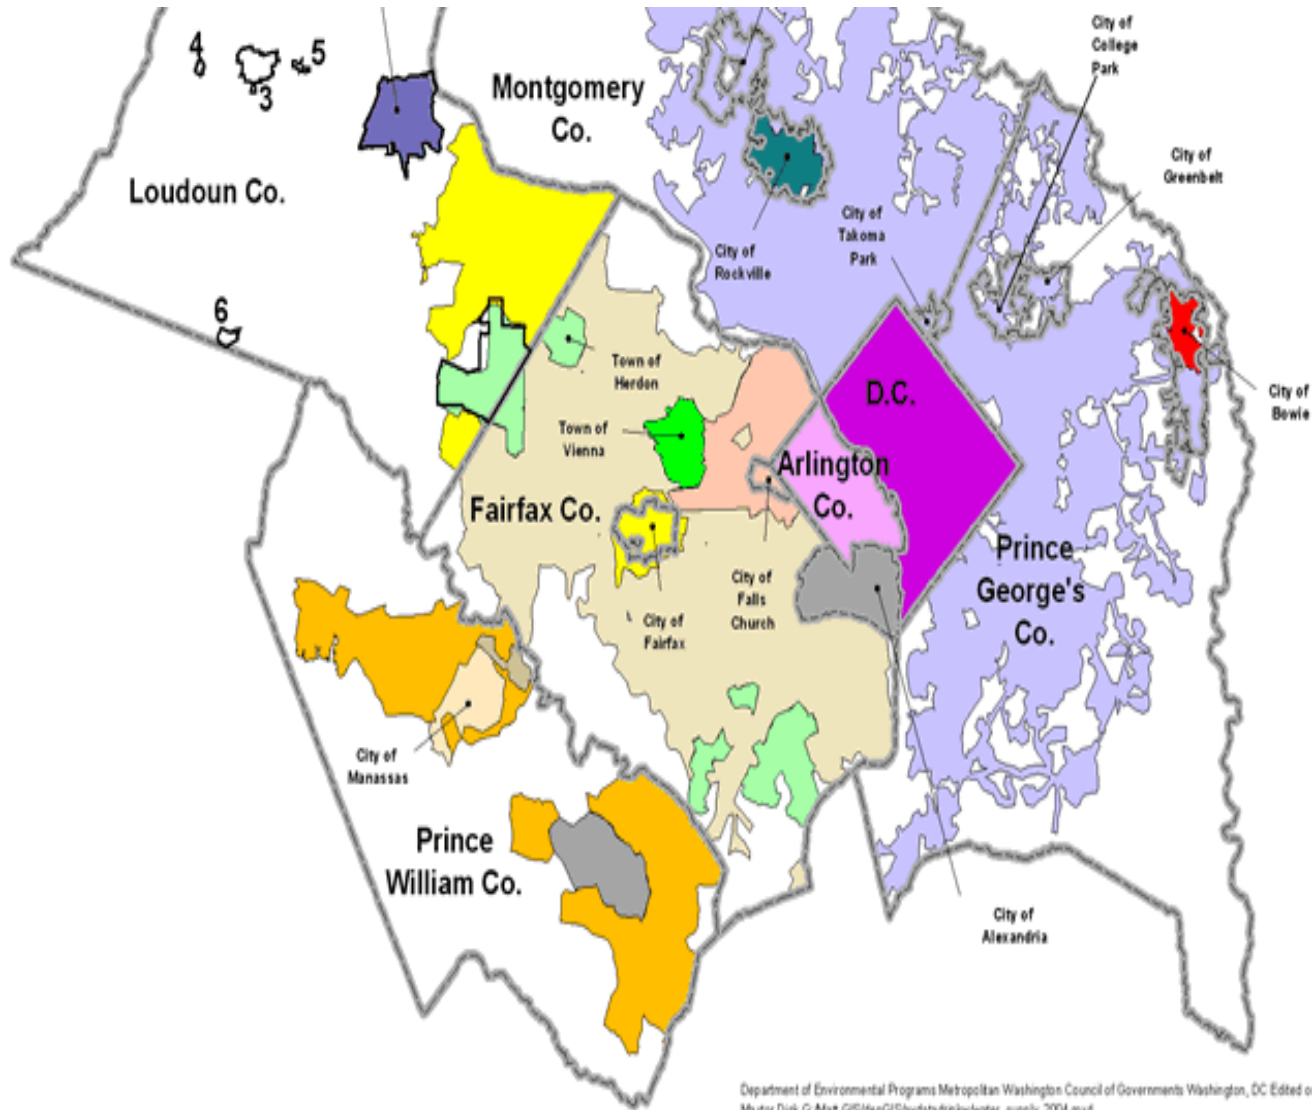 City of
College
Park
4
5
3
Montgomery
Co.
City of
Greenbelt
Loudoun Co.
City of
Takoma
Park
City of
Rockville
6
Town of
Herdon
D.C.
City of
Bowie
Town of
Vienna
Arlington
Co.
Fairfax Co.
Prince
George's
Co.
City of
Falls
Church
City of
Fairfax
City of
Manassas
Prince
William Co.
City of
Alexandria
Department of Environmental Programs Metropolitan Washington Council of Governments Washington, DC Edited